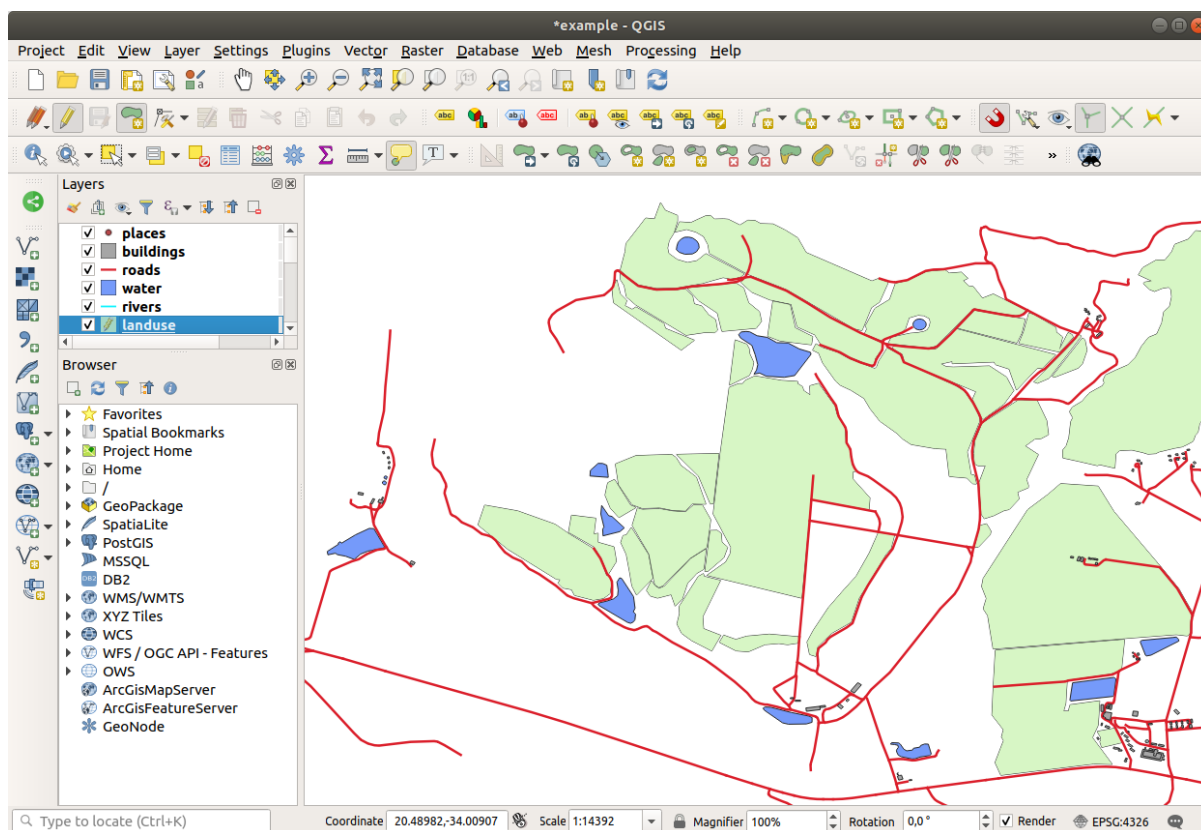 *example - QGIS
Project Edit View Layer Settings Plugins Vector Raster Database Web Mesh Processing Help
Layers
places
buildings
roads
water
rivers
landuse
Browser
Favorites
Spatial Bookmarks
Project Home
Home
/
GeoPackage
SpatiaLite
PostGIS
MSSQL
DB2
WMS/WMTS
XYZ Tiles
WCS
WFS / OGC API - Features
OWS
ArcGisMapServer
ArcGisFeatureServer
GeoNode
Type to locate (Ctrl+K) Coordinate 20.48982,-34.00907 Scale 1:14392 Magnifier 100% Rotation 0,0 ° Render EPSG:4326